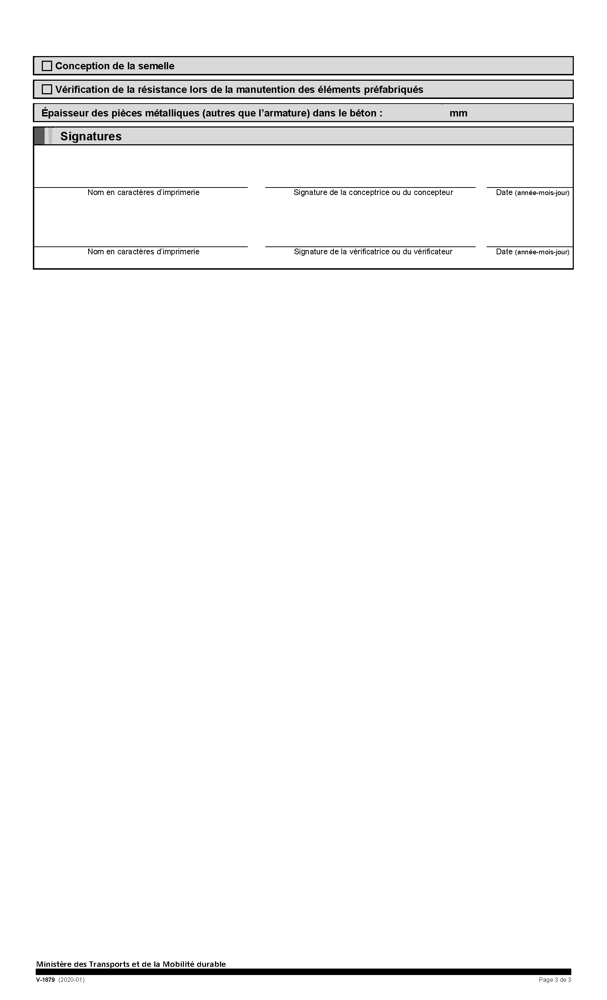 Conception de la semelle
Vérification de la résistance lors de la manutention des éléments préfabriqués
Épaisseur des pièces métalliques (autres que l’armature) dans le béton : mm
Signatures
Nom en caractères d’imprimerie Signature de la conceptrice ou du concepteur Date (année-mois-jour)
Nom en caractères d’imprimerie Signature de la vérificatrice ou du vérificateur Date (année-mois-jour)
Ministère des Transports et de la Mobilité durable
V-1879 (2020-01) Page 3 de 3